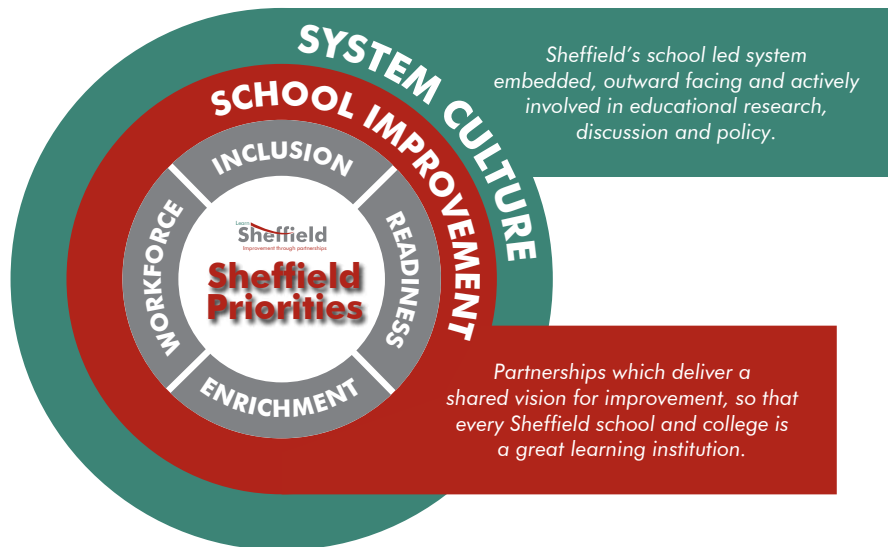 SYSTEM CULTURE
Sheffield’s school led system
embedded, outward facing and actively
involved in educational research,
discussion and policy.
SCHOOL IMPROVEMENT
INCLUSION
WORKFORCE
READINESS
ENRICHMENT
Learn
Sheffield
Improvement through partnerships
Sheffield
Priorities
Partnerships which deliver a
shared vision for improvement, so that
every Sheffield school and college is
a great learning institution.